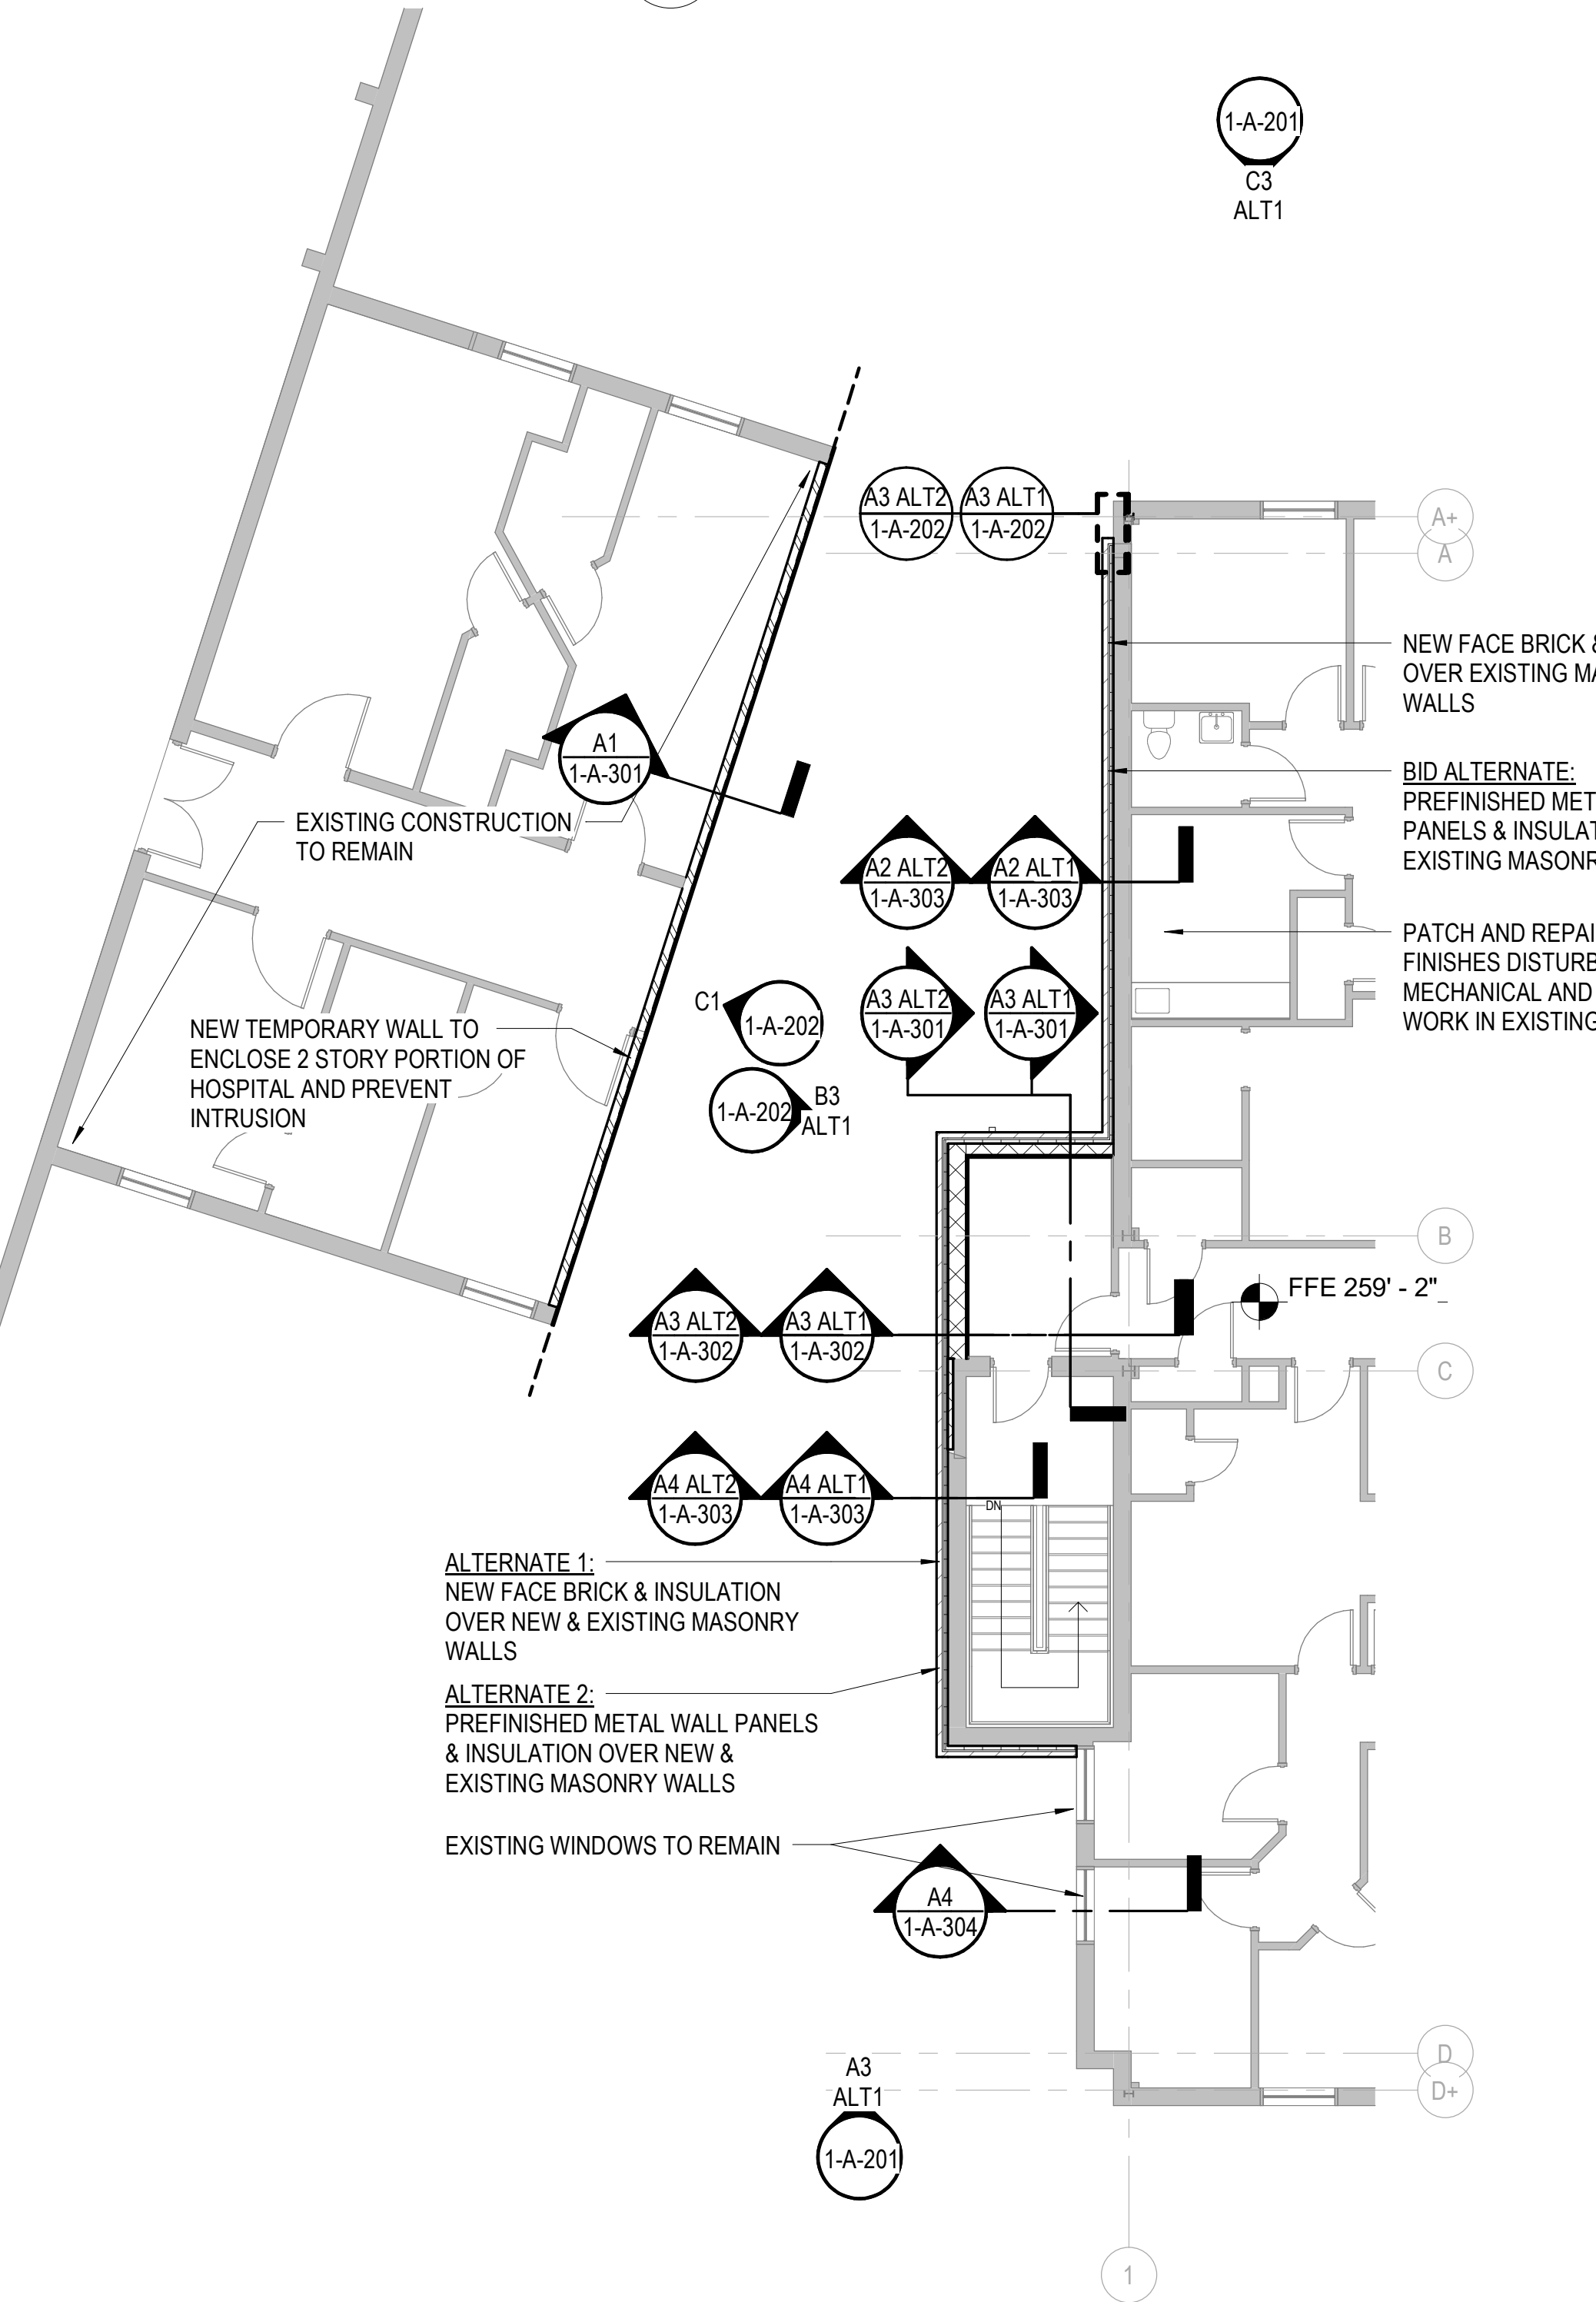 1-A-201
C3
ALT1
A3 ALT2
1-A-202
A3 ALT1
1-A-202
A+
A
NEW FACE BRICK &
OVER EXISTING MA
WALLS
BID ALTERNATE:
PREFINISHED MET
PANELS & INSULAT
EXISTING MASONR
PATCH AND REPAI
FINISHES DISTURB
MECHANICAL AND
WORK IN EXISTING
A1
1-A-301
EXISTING CONSTRUCTION
TO REMAIN
A2 ALT2
1-A-303
A2 ALT1
1-A-303
A3 ALT2
1-A-301
A3 ALT1
1-A-301
C1
1-A-202
1-A-202
B3
ALT1
NEW TEMPORARY WALL TO
ENCLOSE 2 STORY PORTION OF
HOSPITAL AND PREVENT
INTRUSION
B
FFE 259' - 2"
A3 ALT2
1-A-302
A3 ALT1
1-A-302
C
A4 ALT2
1-A-303
A4 ALT1
1-A-303
DN
ALTERNATE 1:
NEW FACE BRICK & INSULATION
OVER NEW & EXISTING MASONRY
WALLS
ALTERNATE 2:
PREFINISHED METAL WALL PANELS
& INSULATION OVER NEW &
EXISTING MASONRY WALLS
EXISTING WINDOWS TO REMAIN
A4
1-A-304
D
D+
A3
ALT1
1-A-201
1